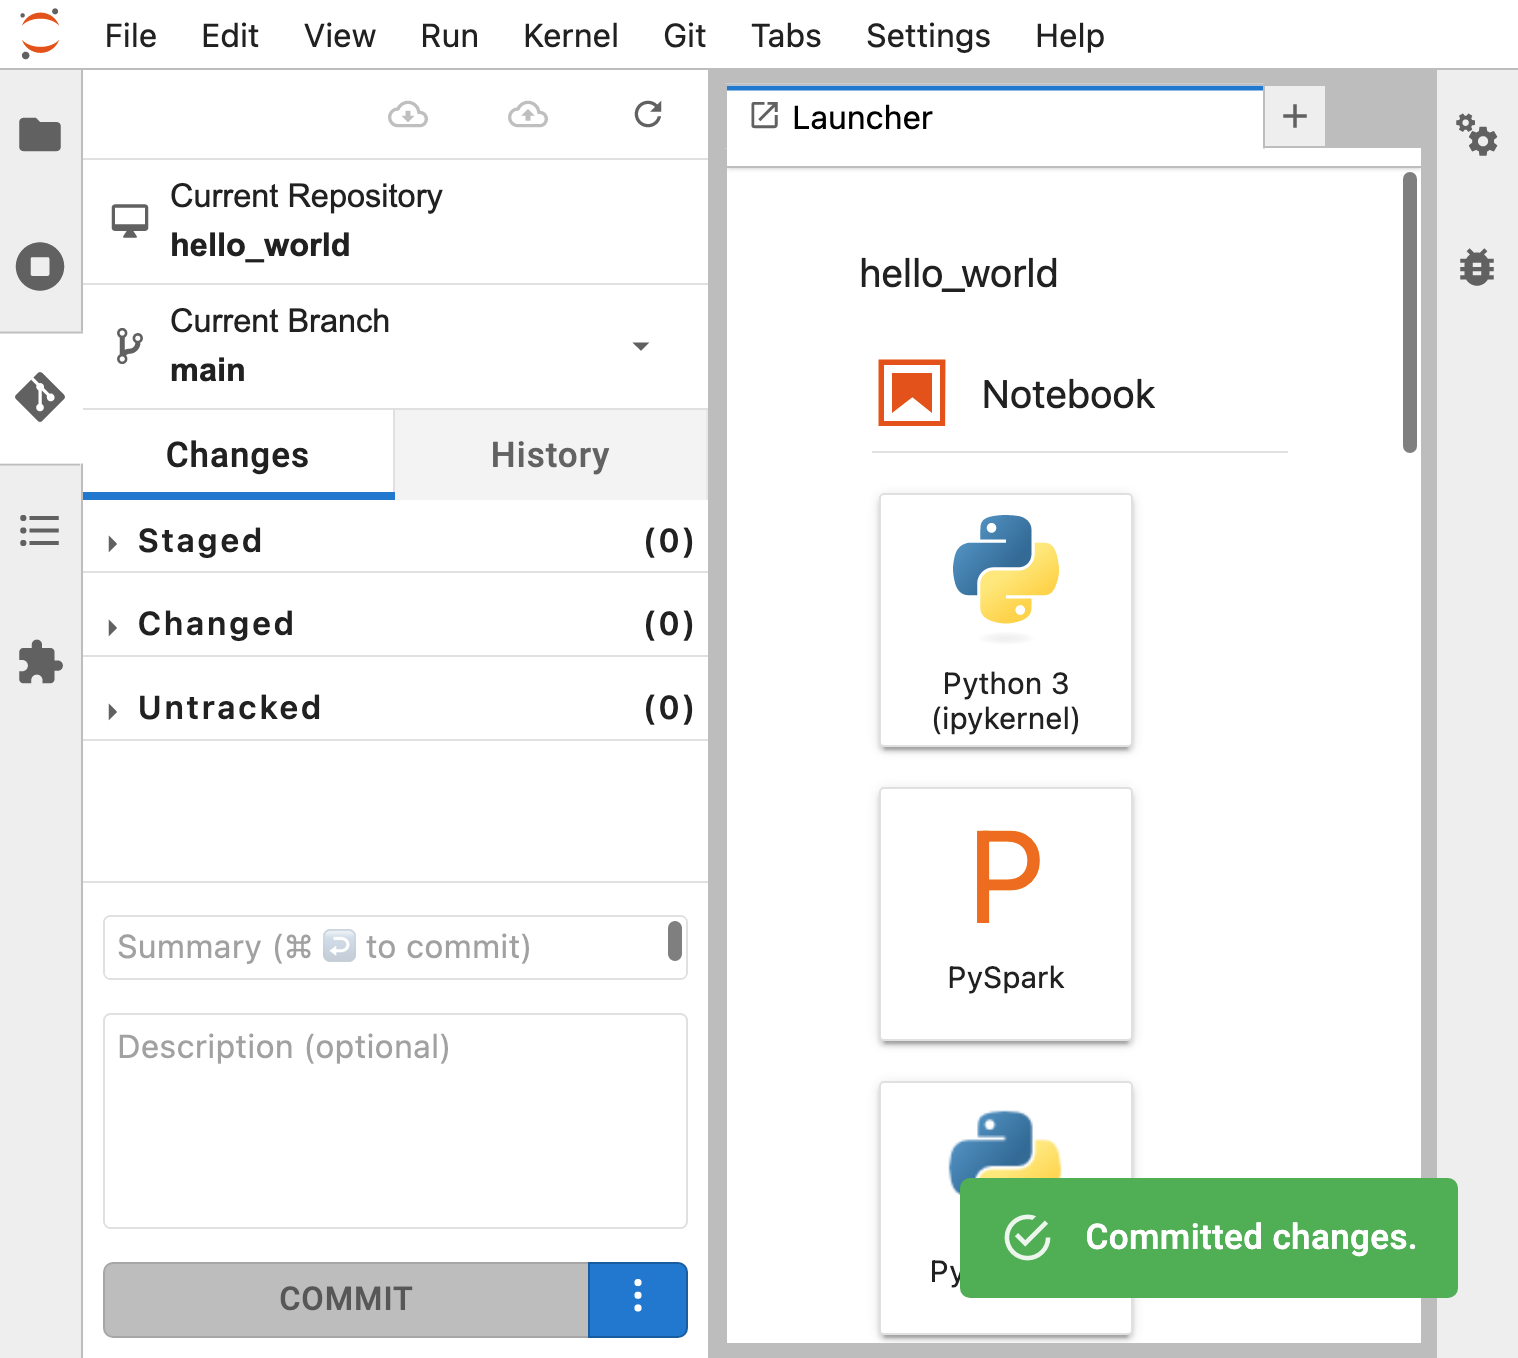 File Edit View Run Kernel Git Tabs Settings Help
Current Repository
hello_world
Current Branch
main
Changes History
Staged (0)
Changed (0)
Untracked (0)
Summary (⌘ ↩ to commit)
Description (optional)
COMMIT
Launcher
hello_world
Notebook
Python 3
(ipykernel)
P
PySpark
Py
Committed changes.